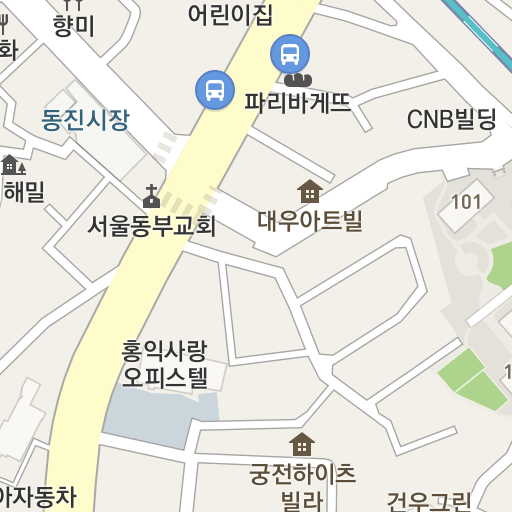 어린이집
향미
화
파리바게뜨
동진시장
CNB빌딩
해밀
101
서울동부교회
대우아트빌
홍익사랑
오피스텔
1
궁전하이츠
빌라
아자동차
건우그린